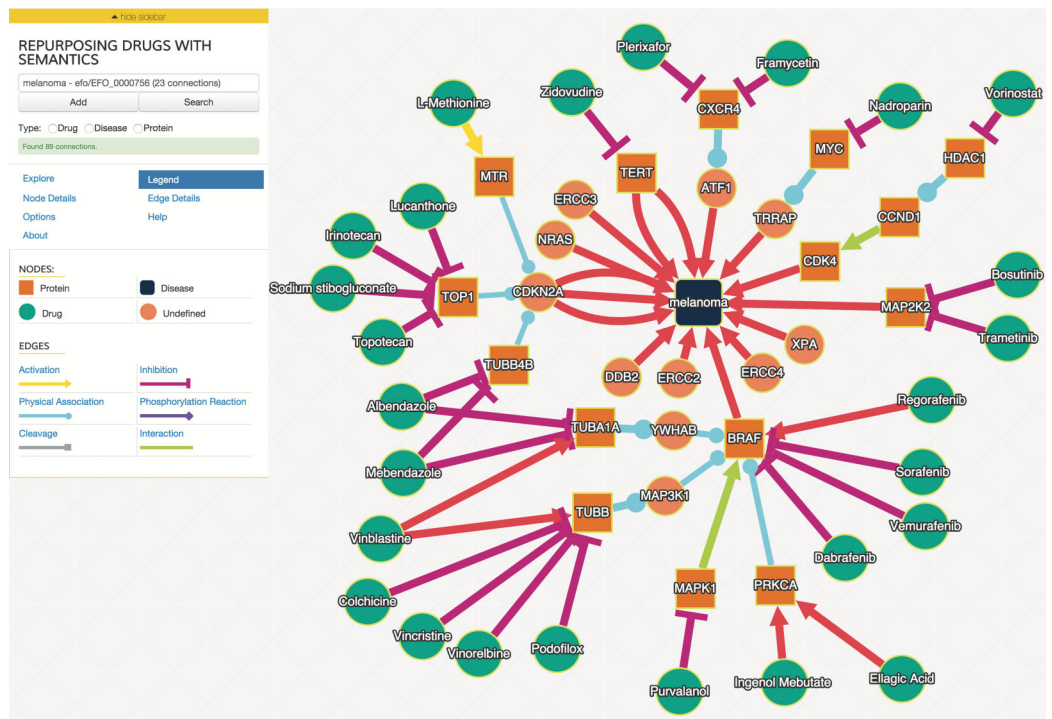 ▲ hide sidebar
REPURPOSING DRUGS WITH
SEMANTICS
melanoma - efo/EFO_0000756 (23 connections)
Add Search
Type: Drug Disease Protein
Found 89 connections.
Explore Legend
Node Details Edge Details
Options Help
About
NODES:
Protein Disease
Drug Undefined
EDGES
Activation Inhibition
Physical Association Phosphorylation Reaction
Cleavage Interaction
Plerixafor
Framycetin
Zidovudine
L-Methionine
Vorinostat
Nadroparin
CXCR4
MYC
HDAC1
TERT
MTR
ATF1
ERCC3
Lucanthone
TRRAP
CCND1
Irinotecan
NRAS
CDK4
Bosutinib
Sodium stibogluconate
TOP1
CDKN2A
melanoma
MAP2K2
Topotecan
Trametinib
XPA
TUBB4B
DDB2
ERCC2
ERCC4
Albendazole
Regorafenib
TUBA1A
YWHAB
BRAF
Mebendazole
Sorafenib
MAP3K1
TUBB
Vemurafenib
Vinblastine
Dabrafenib
MAPK1
PRKCA
Colchicine
Vincristine
Vinorelbine
Podofilox
Purvalanol
Ingenol Mebutate
Ellagic Acid